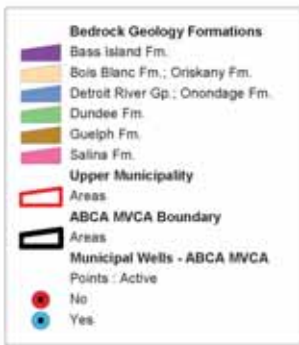 Bedrock Geology Formations
Bass Island Fm.
Bois Blanc Fm.; Oriskany Fm.
Detroit River Gp.; Onondage Fm.
Dundee Fm.
Guelph Fm.
Salina Fm.
Upper Municipality
Areas
ABCA MVCA Boundary
Areas
Municipal Wells - ABCA MVCA
Points : Active
No
Yes